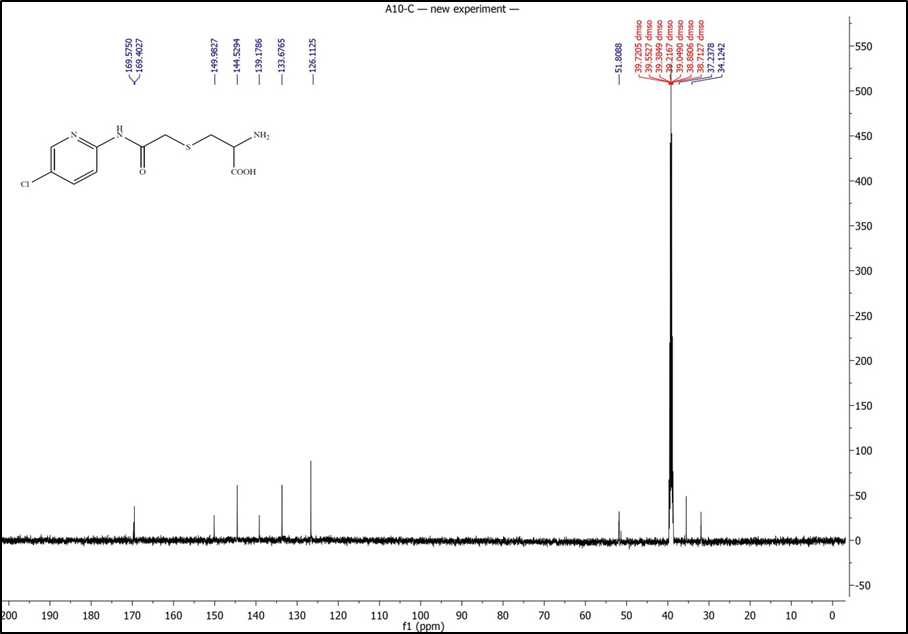 A10-C — new experiment —
169.5750
169.4027
149.9827
144.5294
139.1786
133.6765
126.1125
51.8088
39.7205 dmso
39.5527 dmso
39.3849 dmso
39.2167 dmso
39.0490 dmso
38.8806 dmso
38.7127 dmso
37.2378
34.1242
N
H
N
O
S
NH₂
COOH
Cl
550
500
450
400
350
300
250
200
150
100
50
0
-50
200 190 180 170 160 150 140 130 120 110 100 90 80 70 60 50 40 30 20 10 0
f1 (ppm)